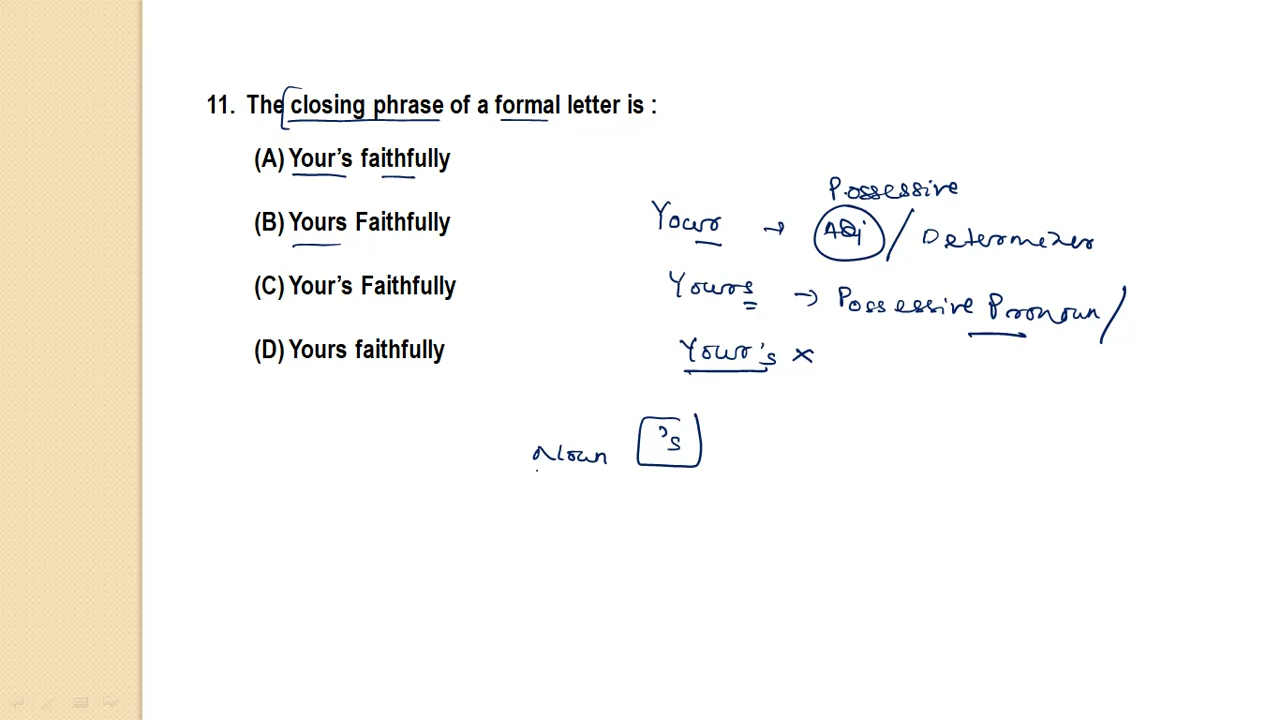 11. The closing phrase of a formal letter is :
(A) Your’s faithfully
(B) Yours Faithfully
(C) Your’s Faithfully
(D) Yours faithfully
Possessive
Your → Adj / Determiner
Yours → Possessive Pronoun /
Your's ×
Noun 's